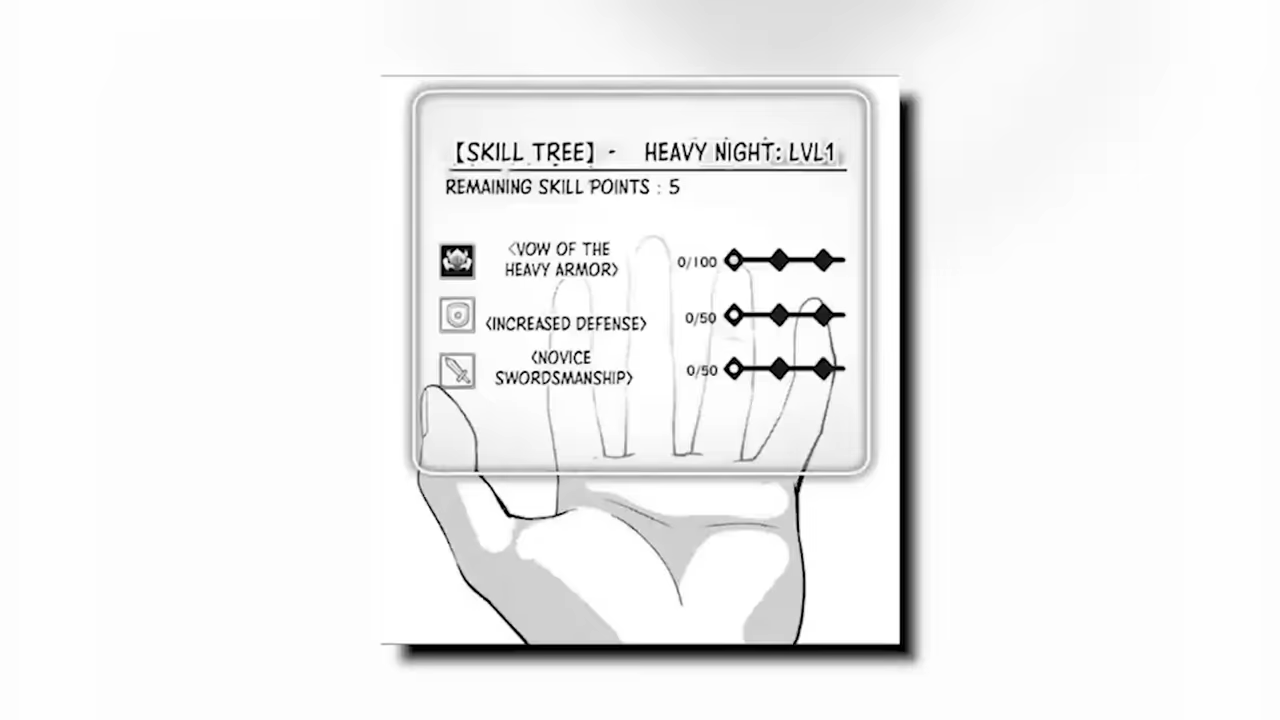 【SKILL TREE】 - HEAVY NIGHT: LVL1
REMAINING SKILL POINTS : 5
<VOW OF THE
HEAVY ARMOR> 0/100
<INCREASED DEFENSE> 0/50
<NOVICE
SWORDSMANSHIP> 0/50